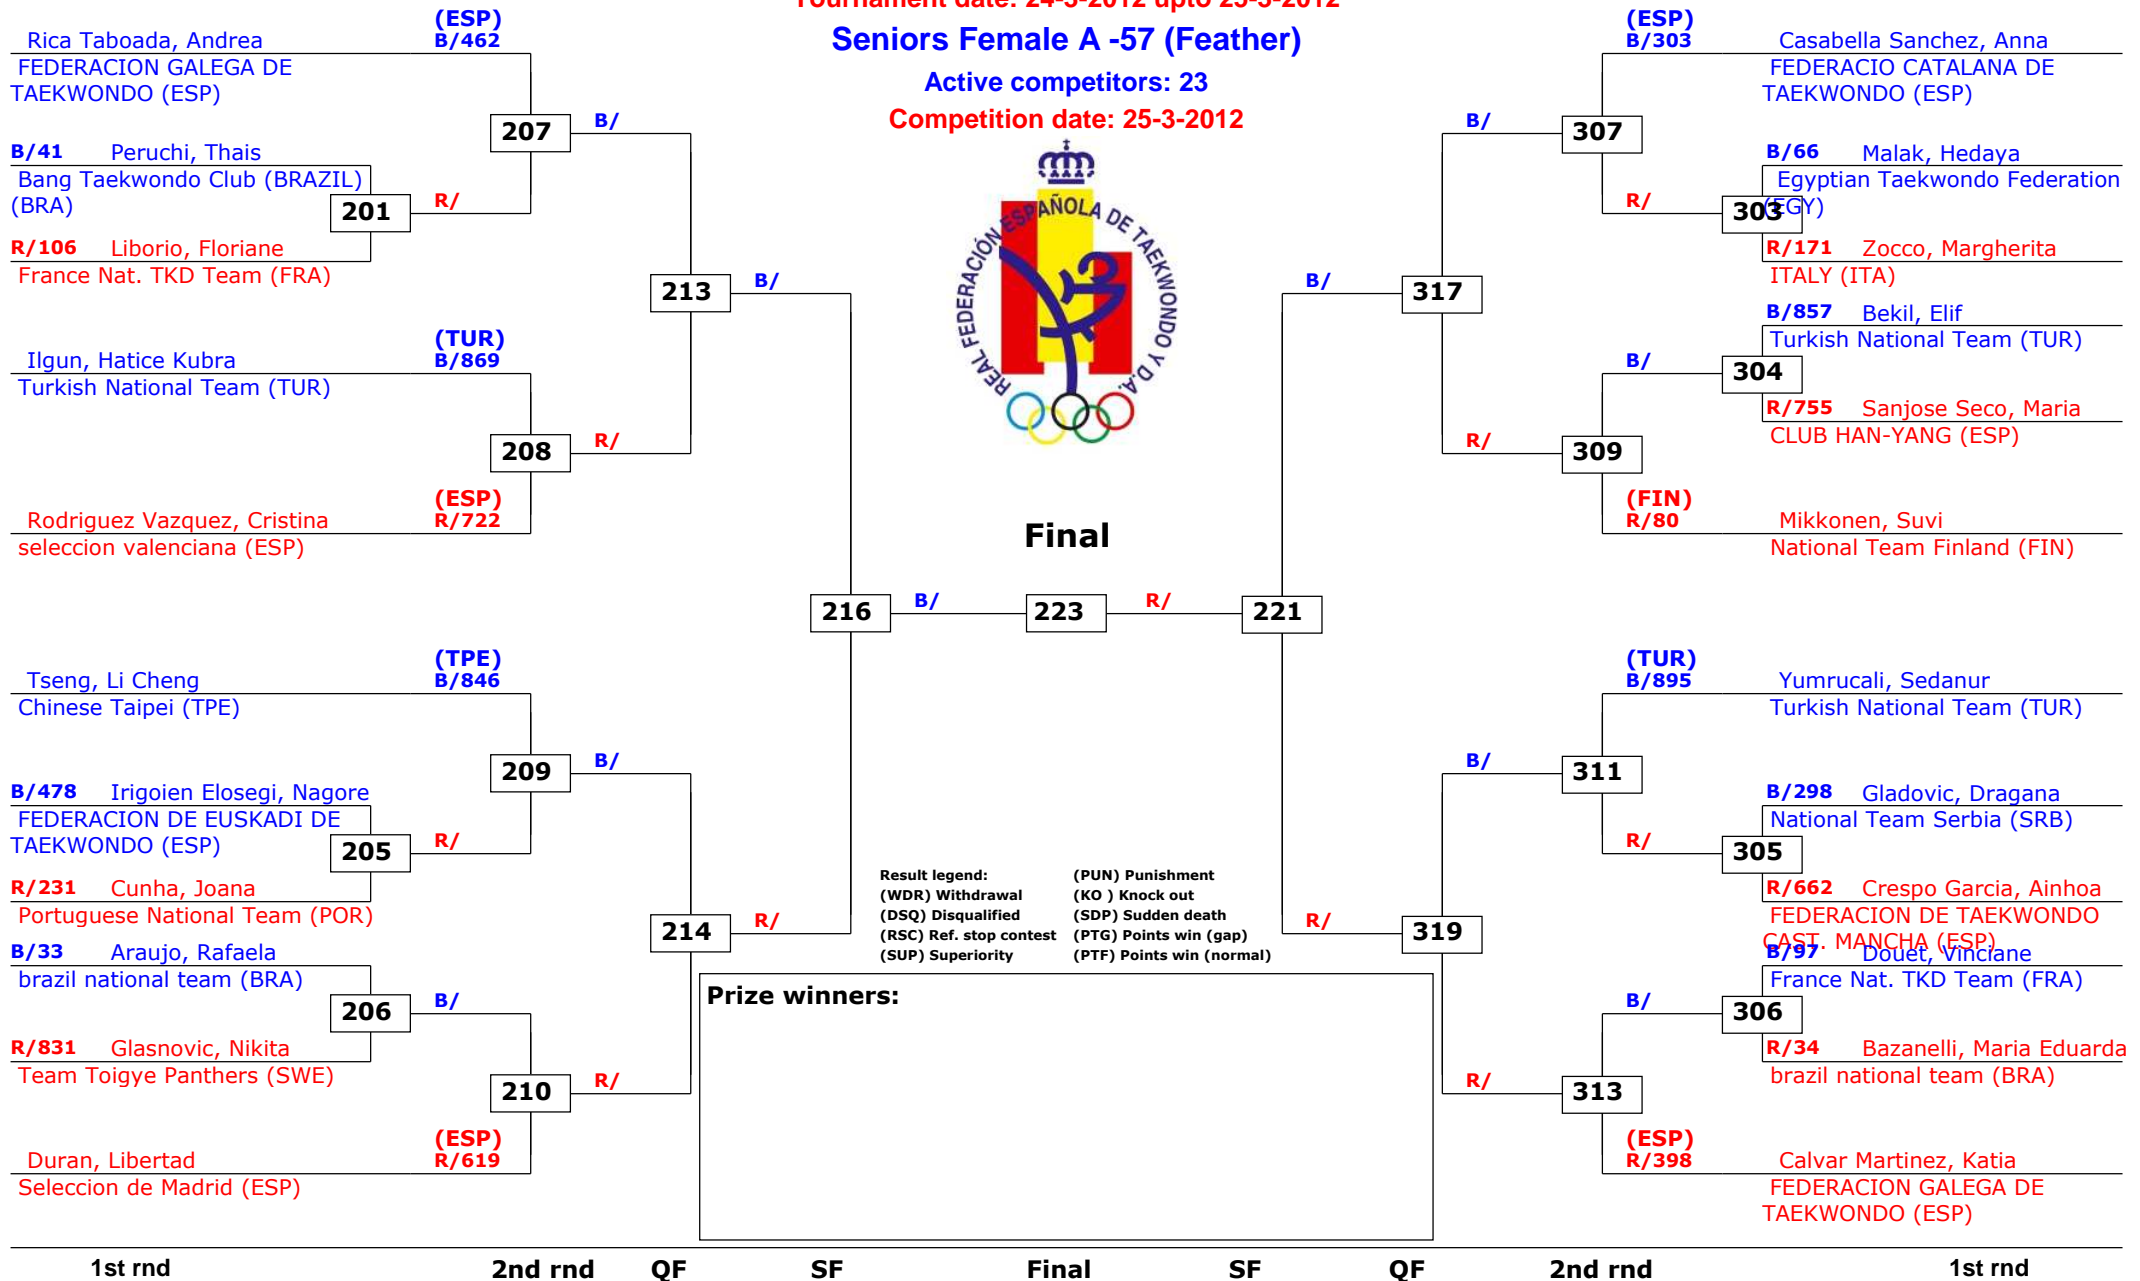 Tournament date: 24-3-2012 upto 25-3-2012
Seniors Female A -57 (Feather)
Active competitors: 23
Competition date: 25-3-2012
REAL FEDERACIÓN ESPAÑOLA DE TAEKWONDO Y D.A.
(ESP)
Rica Taboada, Andrea B/462
FEDERACION GALEGA DE
TAEKWONDO (ESP)
207
B/
B/41 Peruchi, Thais
Bang Taekwondo Club (BRAZIL)
(BRA)
201
R/
R/106 Liborio, Floriane
France Nat. TKD Team (FRA)
213
B/
(TUR)
Ilgun, Hatice Kubra B/869
Turkish National Team (TUR)
208
R/
(ESP)
Rodriguez Vazquez, Cristina R/722
seleccion valenciana (ESP)
216
B/
(TPE)
Tseng, Li Cheng B/846
Chinese Taipei (TPE)
209
B/
B/478 Irigoien Elosegi, Nagore
FEDERACION DE EUSKADI DE
TAEKWONDO (ESP)
205
R/
R/231 Cunha, Joana
Portuguese National Team (POR)
214
R/
B/33 Araujo, Rafaela
brazil national team (BRA)
206
B/
R/831 Glasnovic, Nikita
Team Toigye Panthers (SWE)
210
R/
(ESP)
Duran, Libertad R/619
Seleccion de Madrid (ESP)
Final
223
R/
221
(ESP)
B/303 Casabella Sanchez, Anna
FEDERACIO CATALANA DE
TAEKWONDO (ESP)
B/
307
B/66 Malak, Hedaya
Egyptian Taekwondo Federation
(EGY)
R/
303
R/171 Zocco, Margherita
ITALY (ITA)
B/
317
B/857 Bekil, Elif
Turkish National Team (TUR)
B/
304
R/755 Sanjose Seco, Maria
CLUB HAN-YANG (ESP)
R/
309
(FIN)
R/80 Mikkonen, Suvi
National Team Finland (FIN)
(TUR)
B/895 Yumrucali, Sedanur
Turkish National Team (TUR)
B/
311
B/298 Gladovic, Dragana
National Team Serbia (SRB)
R/
305
R/662 Crespo Garcia, Ainhoa
FEDERACION DE TAEKWONDO
CAST. MANCHA (ESP)
R/
319
B/97 Douet, Vinciane
France Nat. TKD Team (FRA)
B/
306
R/34 Bazanelli, Maria Eduarda
brazil national team (BRA)
R/
313
(ESP)
R/398 Calvar Martinez, Katia
FEDERACION GALEGA DE
TAEKWONDO (ESP)
Result legend: (PUN) Punishment
(WDR) Withdrawal (KO ) Knock out
(DSQ) Disqualified (SDP) Sudden death
(RSC) Ref. stop contest (PTG) Points win (gap)
(SUP) Superiority (PTF) Points win (normal)
Prize winners:
1st rnd 2nd rnd QF SF Final SF QF 2nd rnd 1st rnd